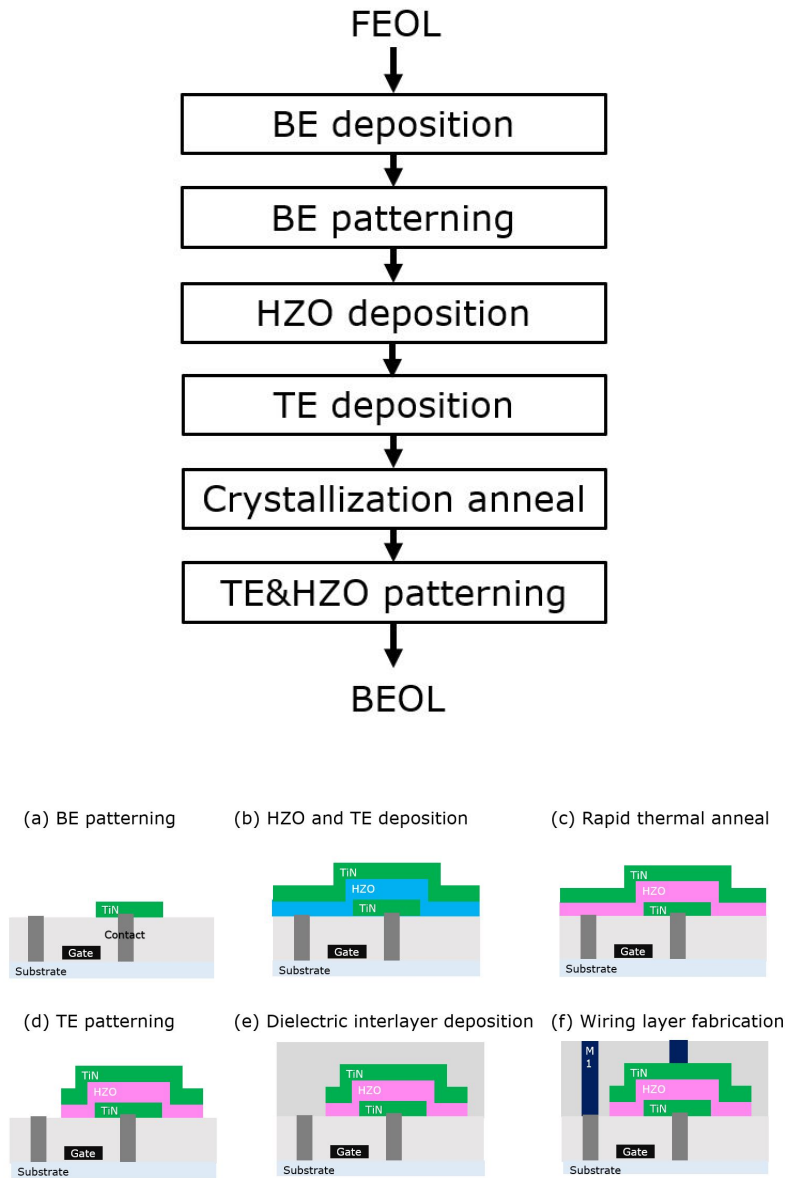 FEOL
BE deposition
BE patterning
HZO deposition
TE deposition
Crystallization anneal
TE&HZO patterning
BEOL
(a) BE patterning
(b) HZO and TE deposition
(c) Rapid thermal anneal
TiN
Contact
Gate
Substrate
TiN
HZO
TiN
Gate
Substrate
TiN
HZO
TiN
Gate
Substrate
(d) TE patterning
(e) Dielectric interlayer deposition
(f) Wiring layer fabrication
TiN
HZO
TiN
Gate
Substrate
TiN
HZO
TiN
Gate
Substrate
M
1
TiN
HZO
TiN
Gate
Substrate